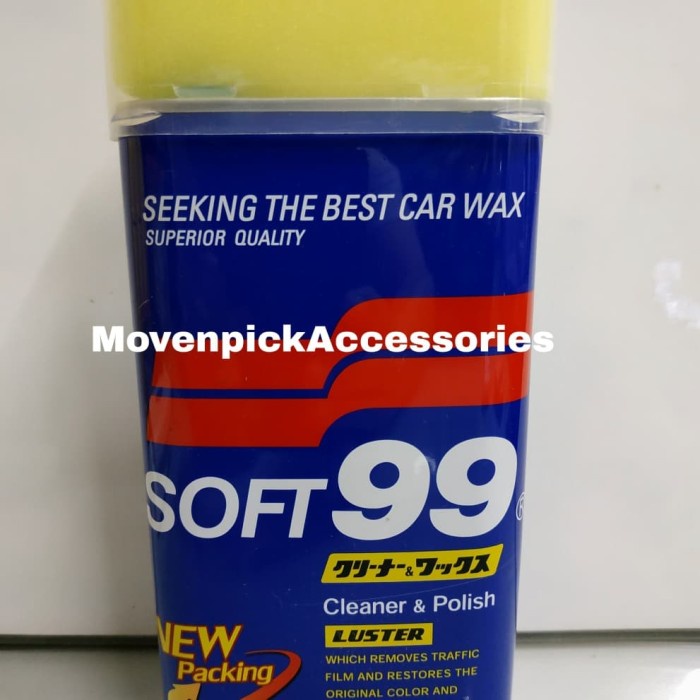 SEEKING THE BEST CAR WAX
SUPERIOR QUALITY
MovenpickAccessories
SOFT99
クリーナー&ワックス
Cleaner & Polish
LUSTER
NEW
Packing
WHICH REMOVES TRAFFIC
FILM AND RESTORES THE
ORIGINAL COLOR AND